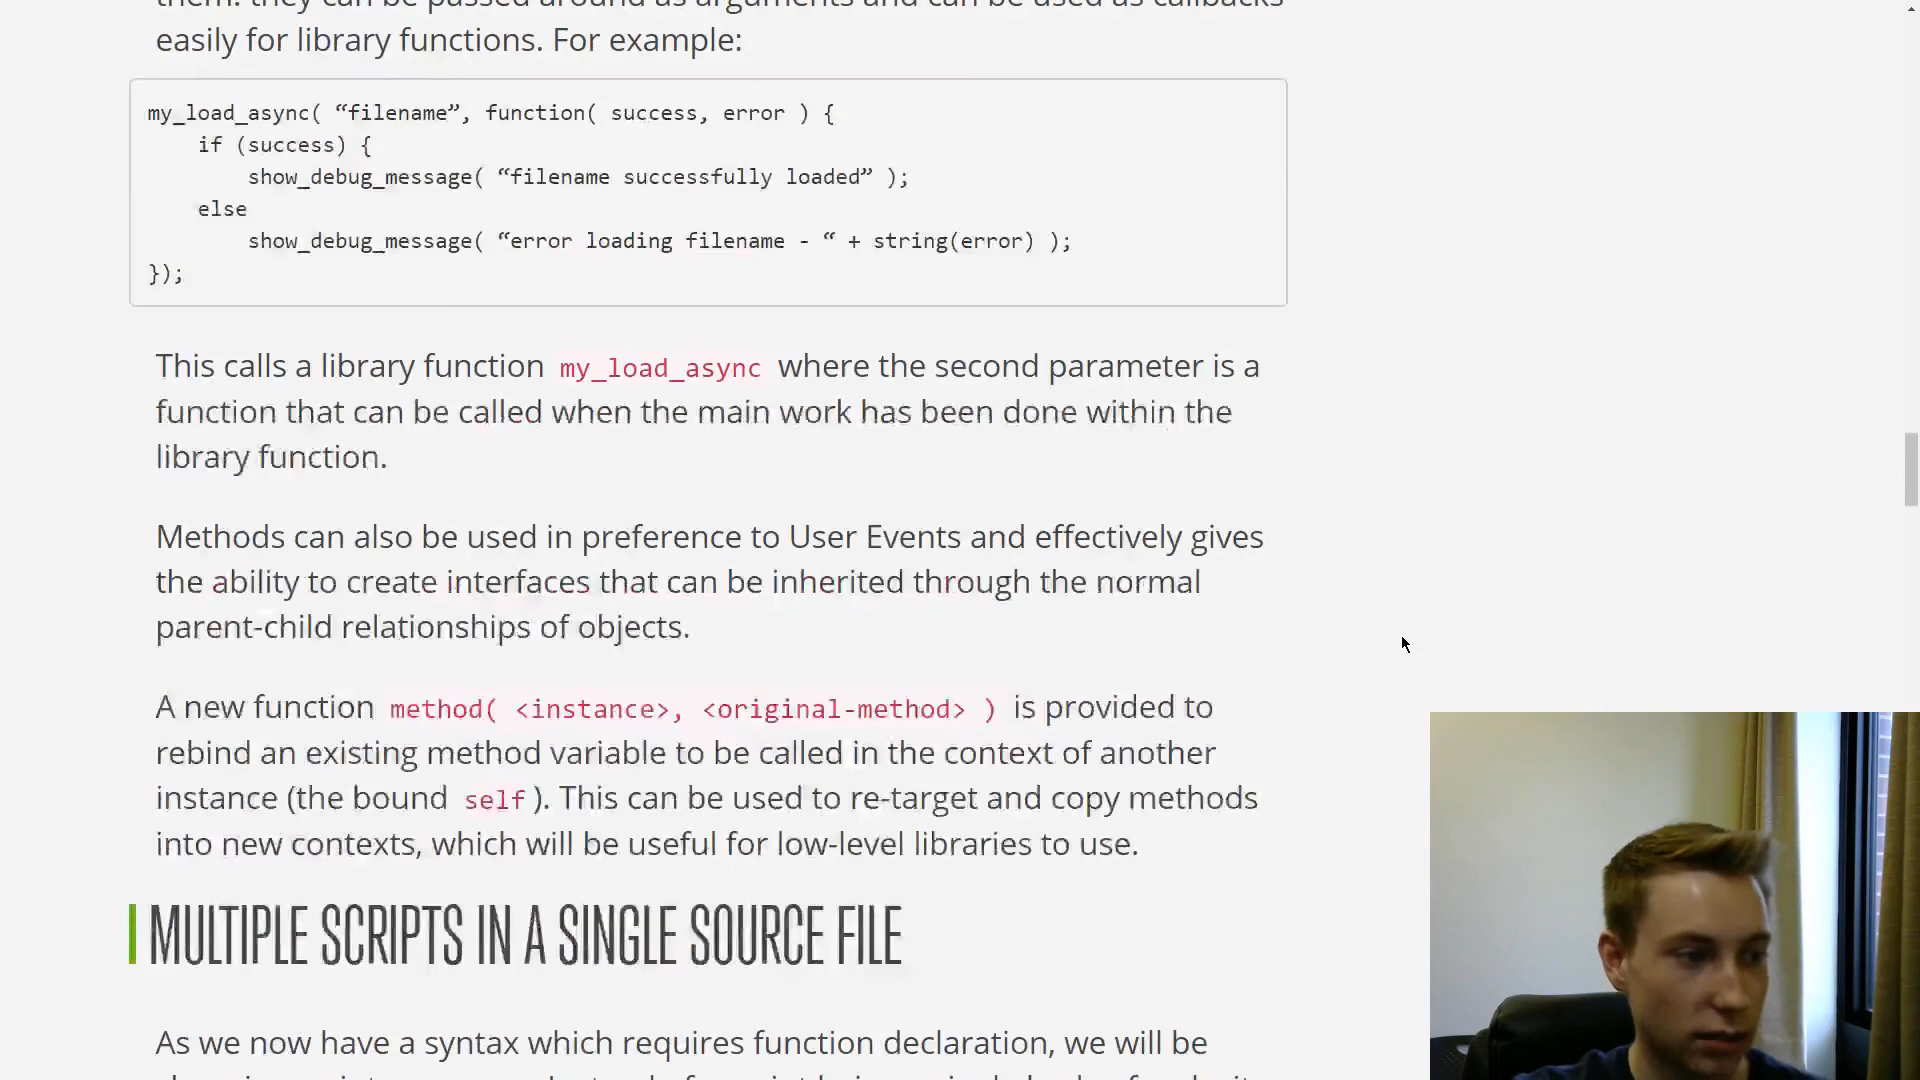 easily for library functions. For example:
my_load_async( “filename”, function( success, error ) {
if (success) {
show_debug_message( “filename successfully loaded” );
else
show_debug_message( “error loading filename - “ + string(error) );
});
This calls a library function my_load_async where the second parameter is a
function that can be called when the main work has been done within the
library function.
Methods can also be used in preference to User Events and effectively gives
the ability to create interfaces that can be inherited through the normal
parent-child relationships of objects.
A new function method( <instance>, <original-method> ) is provided to
rebind an existing method variable to be called in the context of another
instance (the bound self ). This can be used to re-target and copy methods
into new contexts, which will be useful for low-level libraries to use.
MULTIPLE SCRIPTS IN A SINGLE SOURCE FILE
As we now have a syntax which requires function declaration, we will be